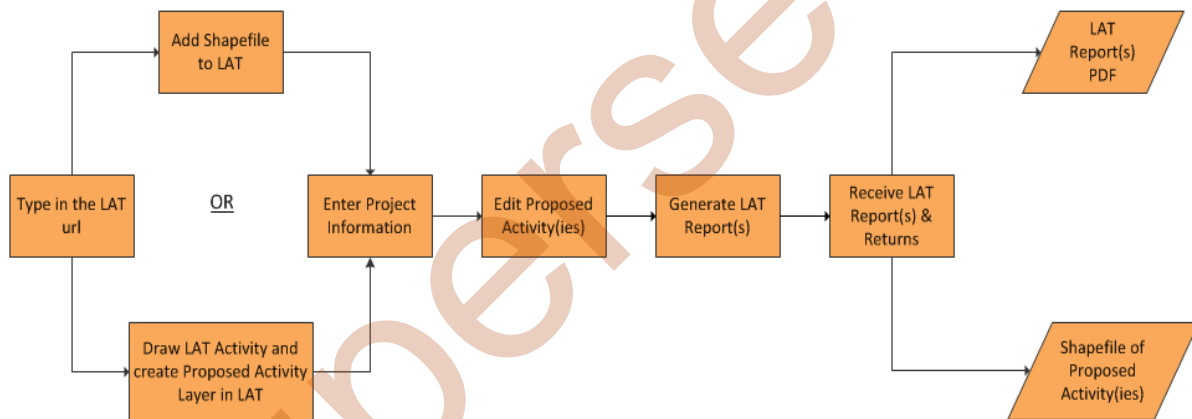 Type in the LAT
url
Add Shapefile
to LAT
OR
Draw LAT Activity and
create Proposed Activity
Layer in LAT
Enter Project
Information
Edit Proposed
Activity(ies)
Generate LAT
Report(s)
Receive LAT
Report(s) &
Returns
LAT
Report(s)
PDF
Shapefile of
Proposed
Activity(ies)
perse